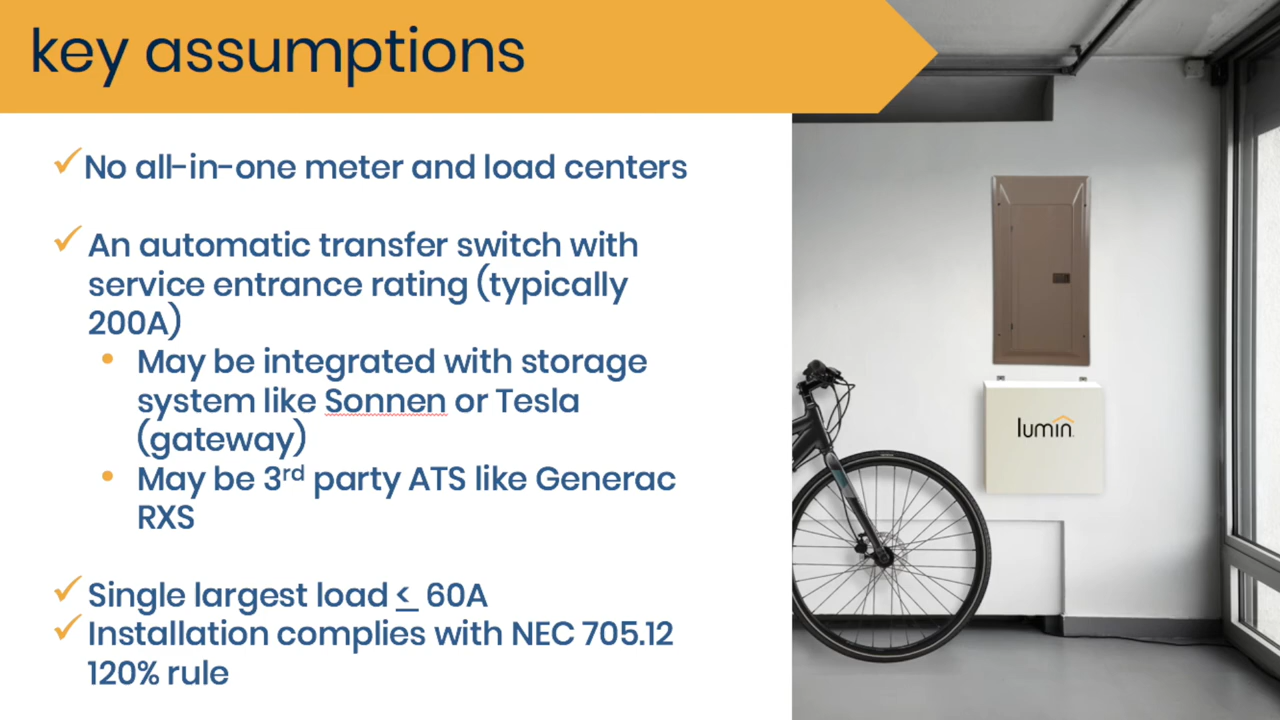 key assumptions
✓ No all-in-one meter and load centers
✓ An automatic transfer switch with
service entrance rating (typically
200A)
• May be integrated with storage
system like Sonnen or Tesla
(gateway)
• May be 3rd party ATS like Generac
RXS
✓ Single largest load < 60A
✓ Installation complies with NEC 705.12
120% rule
lumin